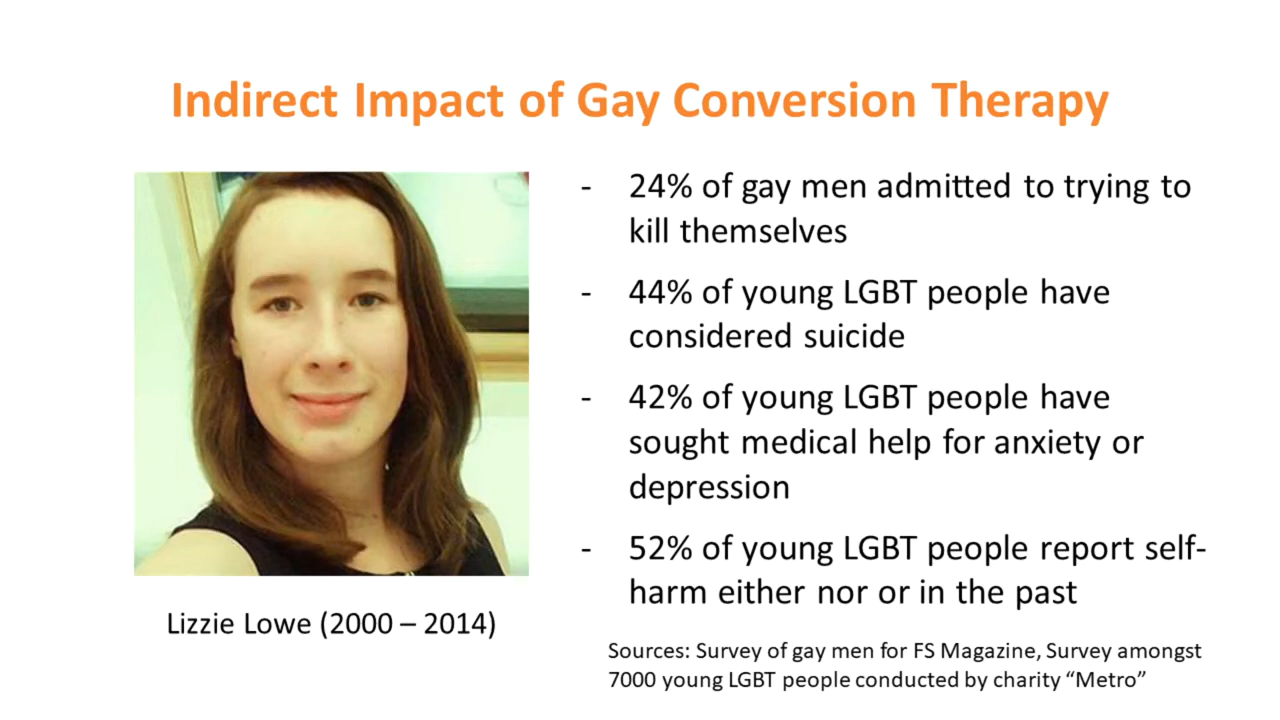 Indirect Impact of Gay Conversion Therapy
- 24% of gay men admitted to trying to
kill themselves
- 44% of young LGBT people have
considered suicide
- 42% of young LGBT people have
sought medical help for anxiety or
depression
- 52% of young LGBT people report self-
harm either nor or in the past
Lizzie Lowe (2000 – 2014)
Sources: Survey of gay men for FS Magazine, Survey amongst
7000 young LGBT people conducted by charity “Metro”